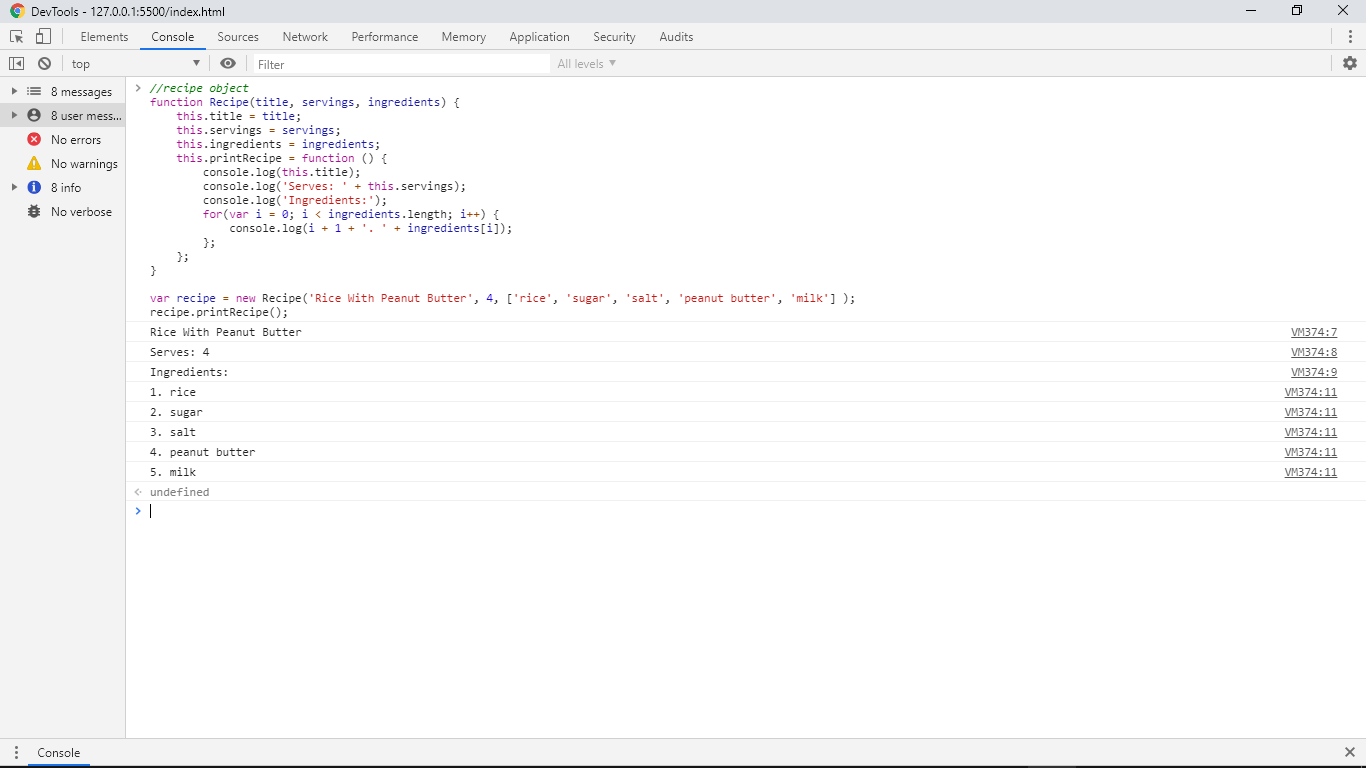 DevTools - 127.0.0.1:5500/index.html
Elements Console Sources Network Performance Memory Application Security Audits
top Filter All levels
8 messages
8 user mess...
No errors
No warnings
8 info
No verbose
//recipe object
function Recipe(title, servings, ingredients) {
    this.title = title;
    this.servings = servings;
    this.ingredients = ingredients;
    this.printRecipe = function () {
        console.log(this.title);
        console.log('Serves: ' + this.servings);
        console.log('Ingredients:');
        for(var i = 0; i < ingredients.length; i++) {
            console.log(i + 1 + '. ' + ingredients[i]);
        };
    };
}
var recipe = new Recipe('Rice With Peanut Butter', 4, ['rice', 'sugar', 'salt', 'peanut butter', 'milk'] );
recipe.printRecipe();
Rice With Peanut Butter VM374:7
Serves: 4 VM374:8
Ingredients: VM374:9
1. rice VM374:11
2. sugar VM374:11
3. salt VM374:11
4. peanut butter VM374:11
5. milk VM374:11
undefined
Console